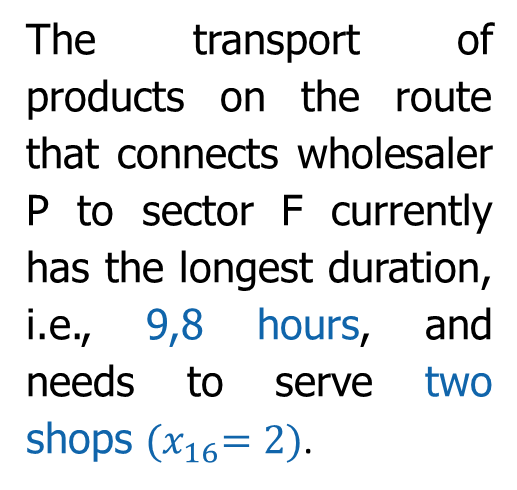 The transport of
products on the route
that connects wholesaler
P to sector F currently
has the longest duration,
i.e., 9,8 hours, and
needs to serve two
shops (𝑥₁₆= 2).